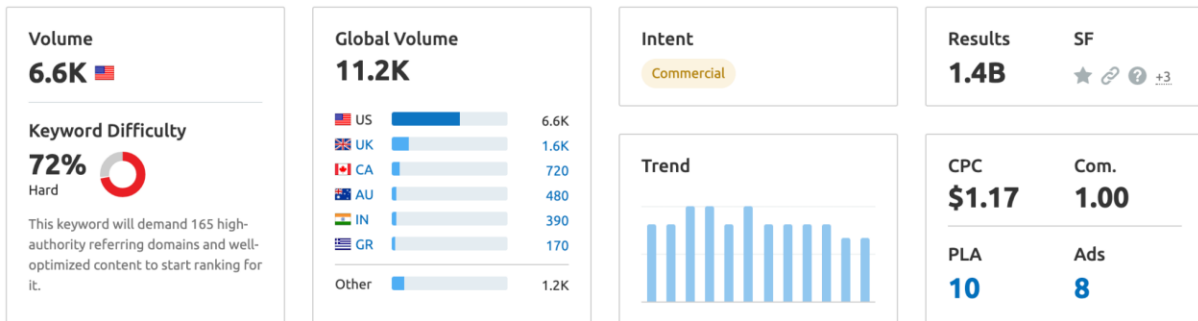 Volume
6.6K
Keyword Difficulty
72%
Hard
This keyword will demand 165 high-
authority referring domains and well-
optimized content to start ranking for
it.
Global Volume
11.2K
US 6.6K
UK 1.6K
CA 720
AU 480
IN 390
GR 170
Other 1.2K
Intent
Commercial
Trend
Results SF
1.4B +3
CPC Com.
$1.17 1.00
PLA Ads
10 8